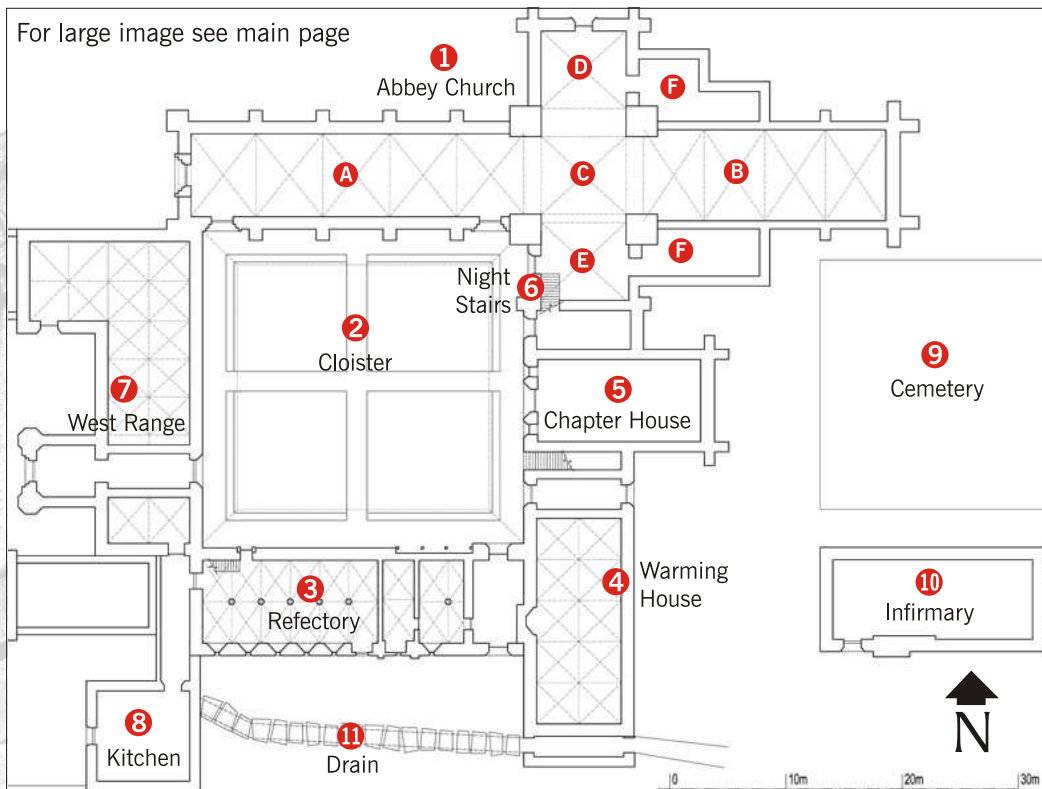 For large image see main page
1
Abbey Church
D
F
A
C
B
E
F
Night
Stairs
6
2
Cloister
9
Cemetery
7
West Range
5
Chapter House
3
Refectory
4
Warming
House
10
Infirmary
N
8
Kitchen
11
Drain
0
10m
20m
30m